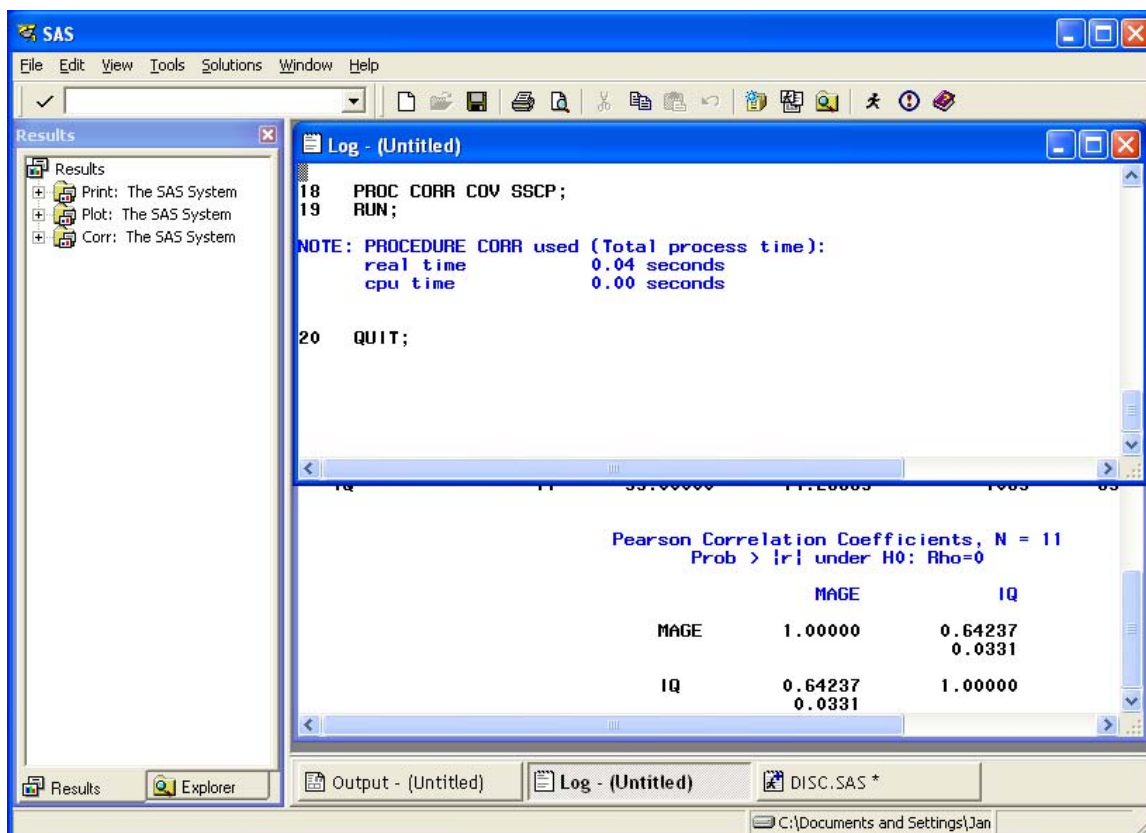 SAS
File Edit View Tools Solutions Window Help
Results
Results
Print: The SAS System
Plot: The SAS System
Corr: The SAS System
Log - (Untitled)
18 PROC CORR COV SSCP;
19 RUN;
NOTE: PROCEDURE CORR used (Total process time):
real time 0.04 seconds
cpu time 0.00 seconds
20 QUIT;
Pearson Correlation Coefficients, N = 11
Prob > |r| under H0: Rho=0
MAGE IQ
MAGE 1.00000 0.64237
0.0331
IQ 0.64237 1.00000
0.0331
Results Explorer
Output - (Untitled) Log - (Untitled) DISC.SAS *
C:\Documents and Settings\Jan